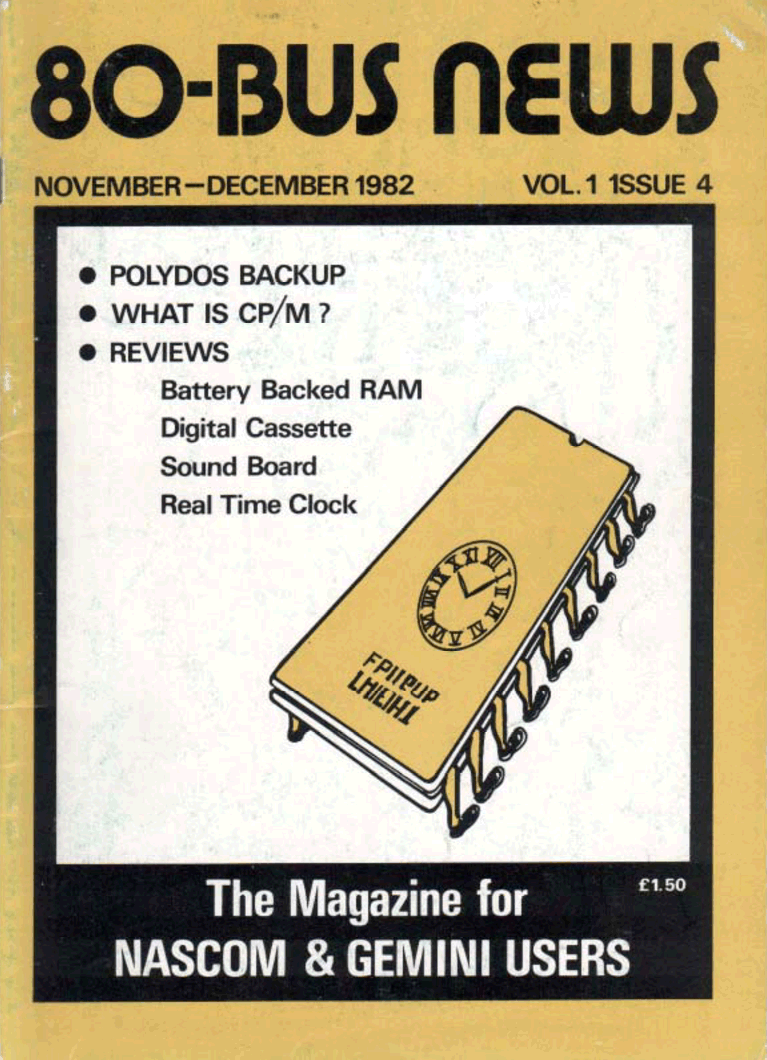 80-BUS NEWS
NOVEMBER—DECEMBER 1982 VOL. 1 1SSUE 4
● POLYDOS BACKUP
● WHAT IS CP/M ?
● REVIEWS
Battery Backed RAM
Digital Cassette
Sound Board
Real Time Clock
The Magazine for
£1.50
NASCOM & GEMINI USERS